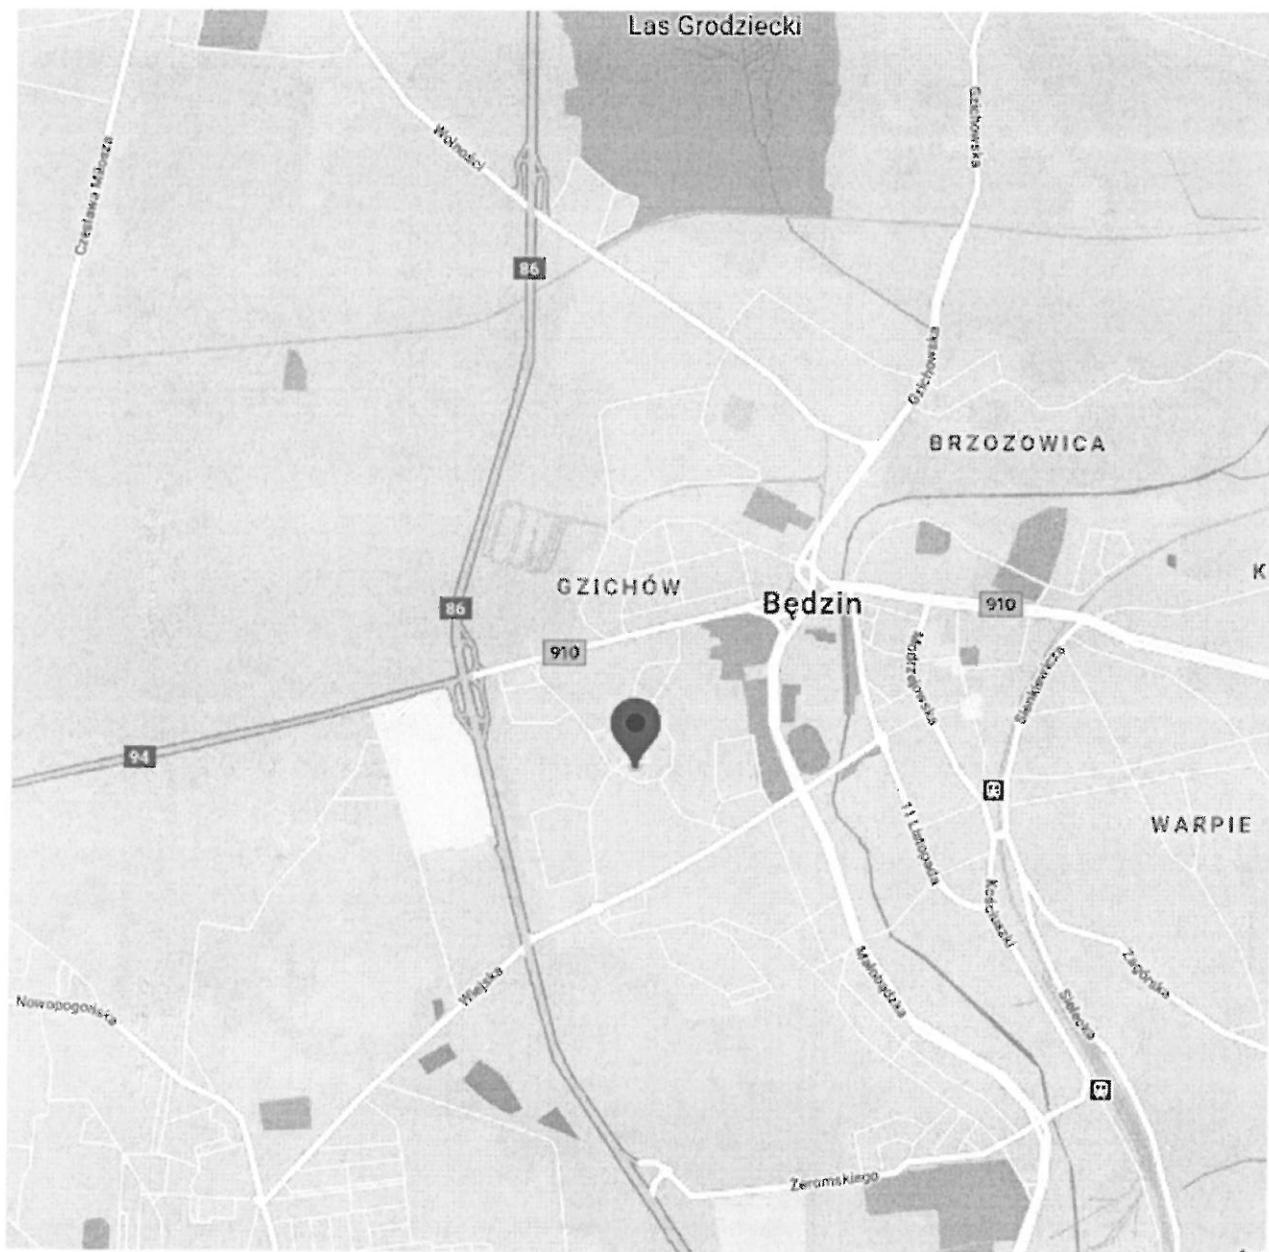 Las Grodziecki
Gzichowska
Wolności
Czesława Miłosza
86
Gzichowska
BRZOZOWICA
K
GZICHÓW
Będzin
86
910
910
Modrzejowska
Sienkiewicza
94
11 Listopada
WARPIE
Kościuszki
Zagórska
Małobądzka
Wiejska
Nowopogońska
Sielecka
Żeromskiego